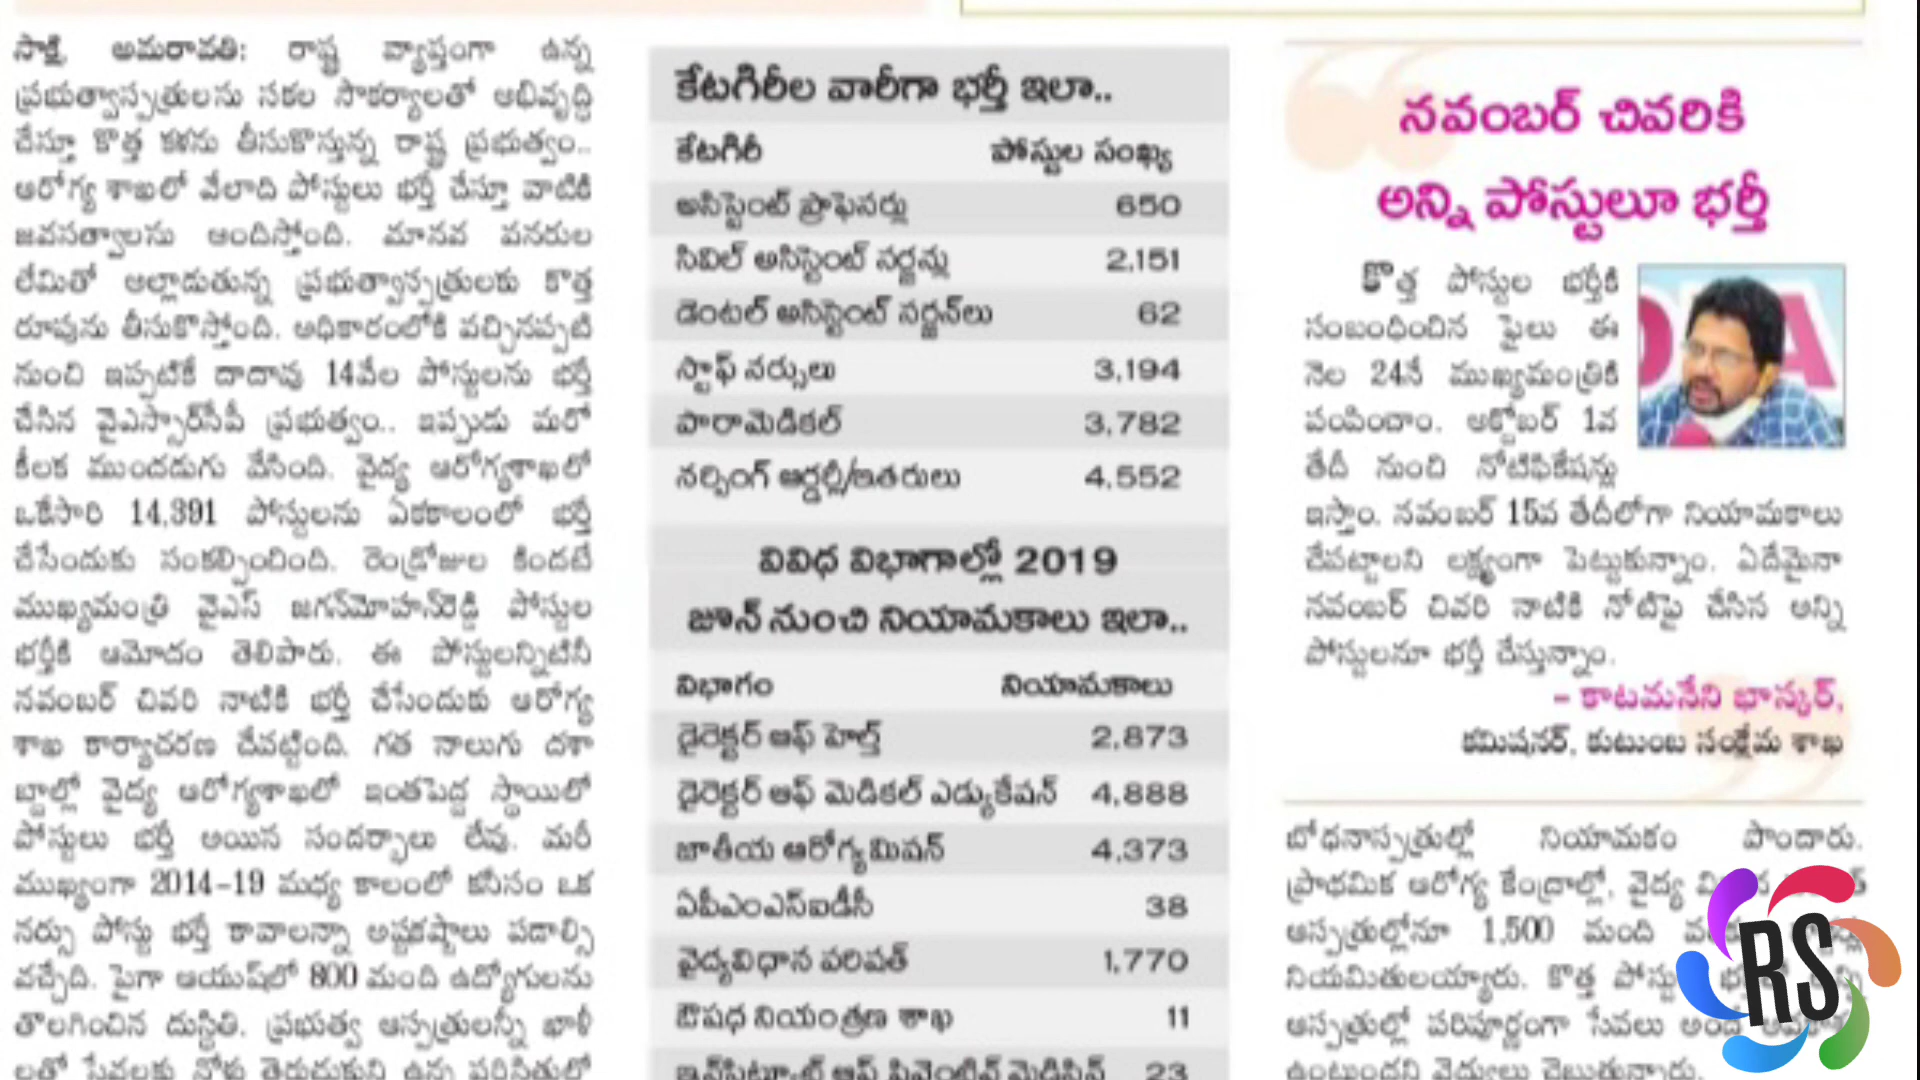 సాక్షి, అమరావతి: రాష్ట్ర వ్యాప్తంగా ఉన్న
ప్రభుత్వాస్పత్రులను సకల సౌకర్యాలతో అభివృద్ధి
చేస్తూ కొత్త కళను తీసుకొస్తున్న రాష్ట్ర ప్రభుత్వం..
ఆరోగ్య శాఖలో వేలాది పోస్టులు భర్తీ చేస్తూ వాటికి
జవసత్వాలను అందిస్తోంది. మానవ వనరుల
లేమితో అల్లాడుతున్న ప్రభుత్వాస్పత్రులకు కొత్త
రూపును తీసుకొస్తోంది. అధికారంలోకి వచ్చినప్పటి
నుంచి ఇప్పటికే దాదాపు 14వేల పోస్టులను భర్తీ
చేసిన వైఎస్సార్‌సీపీ ప్రభుత్వం.. ఇప్పుడు మరో
కీలక ముందడుగు వేసింది. వైద్య ఆరోగ్యశాఖలో
ఒకేసారి 14,391 పోస్టులను ఏకకాలంలో భర్తీ
చేసేందుకు సంకల్పించింది. రెండ్రోజుల కిందటే
ముఖ్యమంత్రి వైఎస్ జగన్‌మోహన్‌రెడ్డి పోస్టుల
భర్తీకి ఆమోదం తెలిపారు. ఈ పోస్టులన్నిటినీ
నవంబర్ చివరి నాటికి భర్తీ చేసేందుకు ఆరోగ్య
శాఖ కార్యాచరణ చేపట్టింది. గత నాలుగు దశా
బ్దాల్లో వైద్య ఆరోగ్యశాఖలో ఇంతపెద్ద స్థాయిలో
పోస్టులు భర్తీ అయిన సందర్భాలు లేవు. మరీ
ముఖ్యంగా 2014–19 మధ్య కాలంలో కనీసం ఒక
నర్సు పోస్టు భర్తీ కావాలన్నా అష్టకష్టాలు పడాల్సి
వచ్చేది. పైగా ఆయుష్‌లో 800 మంది ఉద్యోగులను
తొలగించిన దుస్థితి. ప్రభుత్వ ఆస్పత్రులన్నీ ఖాళీ
లతో సేవలకు నోళ్లు తెరుచుకుని ఉన్న పరిస్థితుల్లో
కేటగిరీల వారీగా భర్తీ ఇలా..
కేటగిరీ పోస్టుల సంఖ్య
అసిస్టెంట్ ప్రొఫెసర్లు 650
సివిల్ అసిస్టెంట్ సర్జన్లు 2,151
డెంటల్ అసిస్టెంట్ సర్జన్‌లు 62
స్టాఫ్ నర్సులు 3,194
పారామెడికల్ 3,782
నర్సింగ్ ఆర్డర్లీ/ఇతరులు 4,552
వివిధ విభాగాల్లో 2019
జూన్ నుంచి నియామకాలు ఇలా..
విభాగం నియామకాలు
డైరెక్టర్ ఆఫ్ హెల్త్ 2,873
డైరెక్టర్ ఆఫ్ మెడికల్ ఎడ్యుకేషన్ 4,888
జాతీయ ఆరోగ్య మిషన్ 4,373
ఏపీఎంఎస్‌ఐడీసీ 38
వైద్యవిధాన పరిషత్ 1,770
ఔషధ నియంత్రణ శాఖ 11
ఇన్‌స్టిట్యూట్ ఆఫ్ ప్రివెంటివ్ మెడిసిన్ 23
నవంబర్ చివరికి
అన్ని పోస్టులూ భర్తీ
కొత్త పోస్టుల భర్తీకి
సంబంధించిన ఫైలు ఈ
నెల 24నే ముఖ్యమంత్రికి
పంపించాం. అక్టోబర్ 1వ
తేదీ నుంచి నోటిఫికేషన్లు
ఇస్తాం. నవంబర్ 15వ తేదీలోగా నియామకాలు
చేపట్టాలని లక్ష్యంగా పెట్టుకున్నాం. ఏదేమైనా
నవంబర్ చివరి నాటికి నోటిఫై చేసిన అన్ని
పోస్టులనూ భర్తీ చేస్తున్నాం.
– కాటమనేని భాస్కర్,
కమిషనర్, కుటుంబ సంక్షేమ శాఖ
బోధనాస్పత్రుల్లో నియామకం పొందారు.
ప్రాథమిక ఆరోగ్య కేంద్రాల్లో, వైద్య
ఆస్పత్రుల్లోనూ 1,500 మంది
నియమితులయ్యారు. కొత్త
ఆస్పత్రుల్లో పరిపూర్ణంగా సేవలు
ఉంటుందని వైద్యులు చెబుతున్నారు.
RS